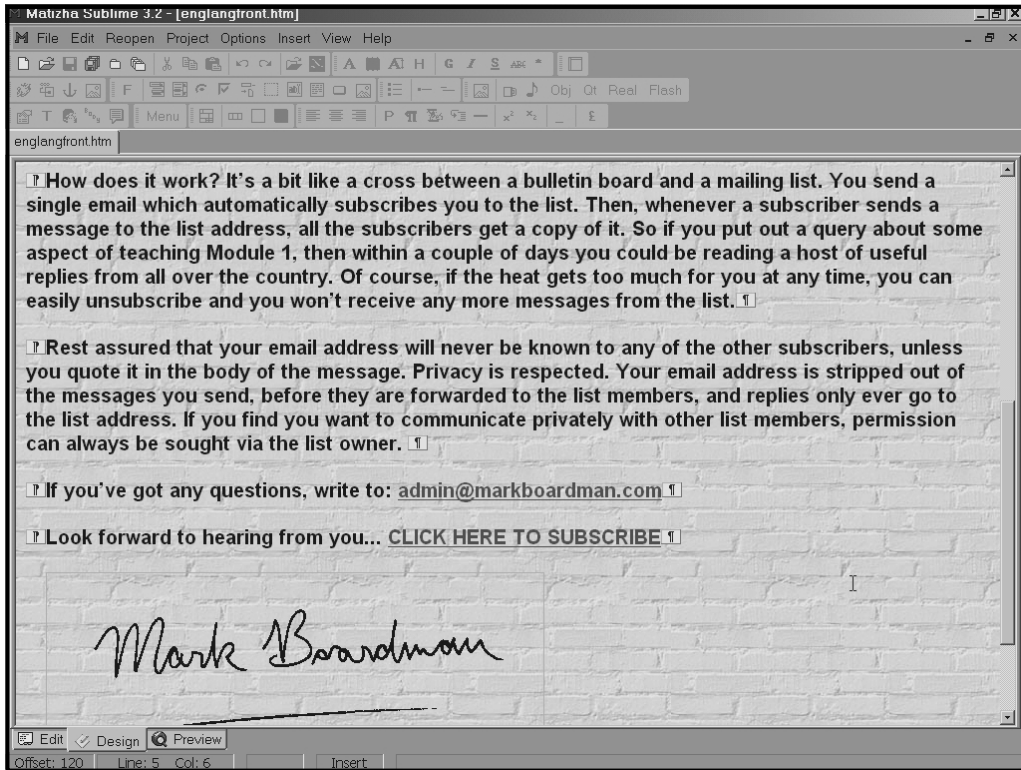 Matizha Sublime 3.2 - [englangfront.htm]
File Edit Reopen Project Options Insert View Help
A A H G I S ABC
F Obj Qt Real Flash
T Menu P ¶ x² x₂ _ £
englangfront.htm
How does it work? It’s a bit like a cross between a bulletin board and a mailing list. You send a
single email which automatically subscribes you to the list. Then, whenever a subscriber sends a
message to the list address, all the subscribers get a copy of it. So if you put out a query about some
aspect of teaching Module 1, then within a couple of days you could be reading a host of useful
replies from all over the country. Of course, if the heat gets too much for you at any time, you can
easily unsubscribe and you won’t receive any more messages from the list. ¶
Rest assured that your email address will never be known to any of the other subscribers, unless
you quote it in the body of the message. Privacy is respected. Your email address is stripped out of
the messages you send, before they are forwarded to the list members, and replies only ever go to
the list address. If you find you want to communicate privately with other list members, permission
can always be sought via the list owner. ¶
If you’ve got any questions, write to: admin@markboardman.com ¶
Look forward to hearing from you... CLICK HERE TO SUBSCRIBE ¶
Mark Boardman
Edit Design Preview
Offset: 120 Line: 5 Col: 6 Insert